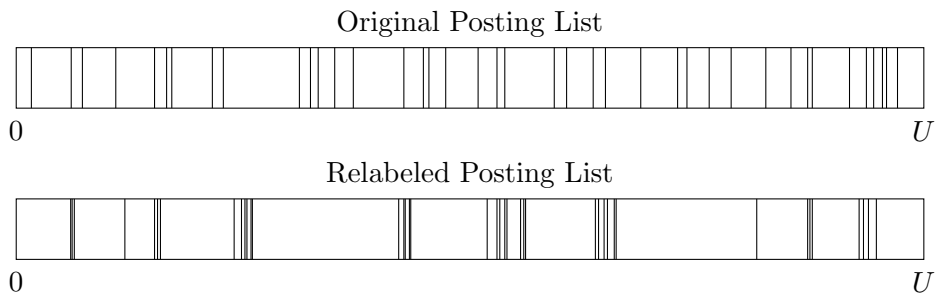 Original Posting List
0 U
Relabeled Posting List
0 U